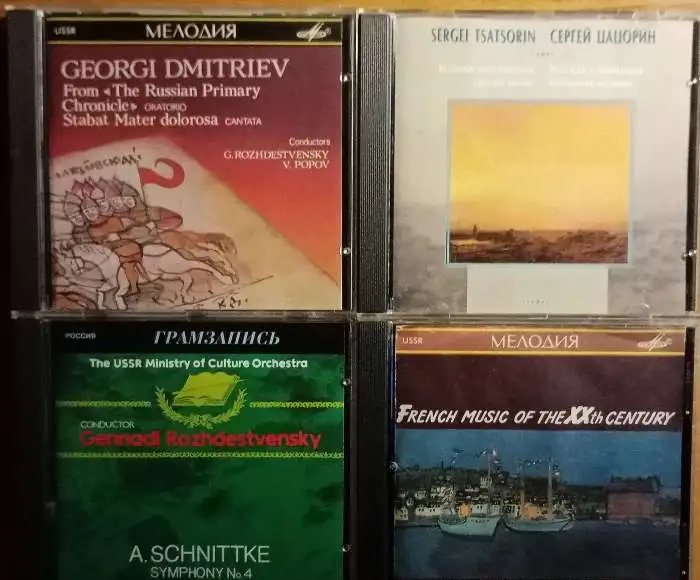 USSR
МЕЛОДИЯ
GEORGI DMITRIEV
From «The Russian Primary
Chronicle» ORATORIO
Stabat Mater dolorosa CANTATA
Conductors
G. ROZHDESTVENSKY
V. POPOV
SERGEI TSATSORIN СЕРГЕЙ ЦАЦОРИН
РОССИЯ
ГРАМЗАПИСЬ
The USSR Ministry of Culture Orchestra
CONDUCTOR
Gennadi Rozhdestvensky
A. SCHNITTKE
SYMPHONY No 4
USSR
МЕЛОДИЯ
FRENCH MUSIC OF THE XXth CENTURY